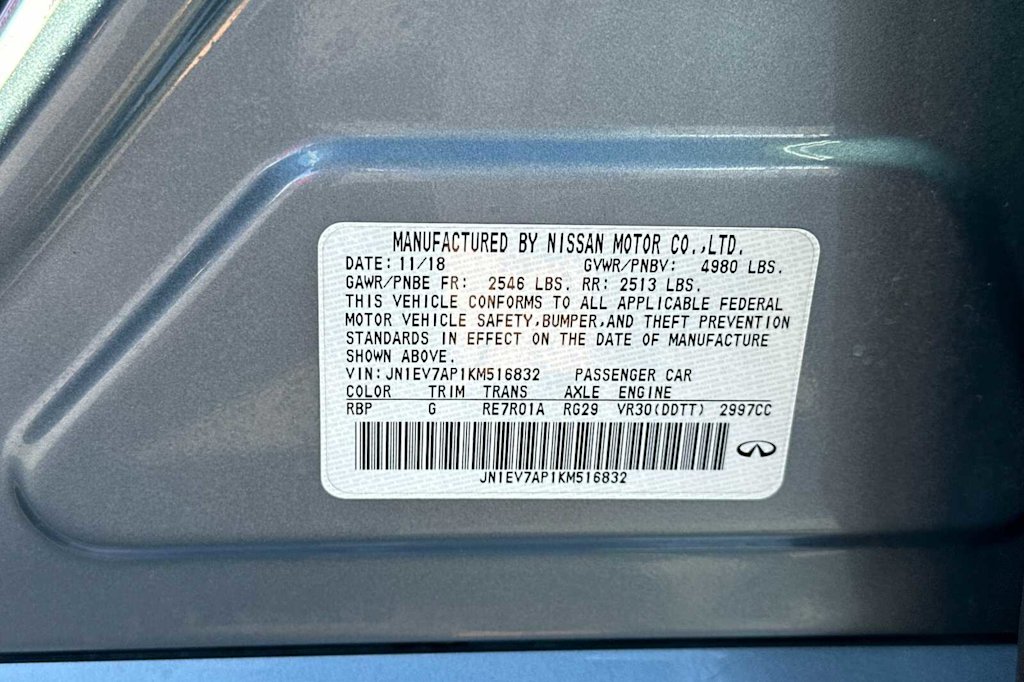 MANUFACTURED BY NISSAN MOTOR CO.,LTD.
DATE: 11/18 GVWR/PNBV: 4980 LBS.
GAWR/PNBE FR: 2546 LBS. RR: 2513 LBS.
THIS VEHICLE CONFORMS TO ALL APPLICABLE FEDERAL
MOTOR VEHICLE SAFETY,BUMPER,AND THEFT PREVENTION
STANDARDS IN EFFECT ON THE DATE OF MANUFACTURE
SHOWN ABOVE.
VIN:JN1EV7AP1KM516832 PASSENGER CAR
COLOR TRIM TRANS AXLE ENGINE
RBP G RE7R01A RG29 VR30(DDTT) 2997CC
JN1EV7AP1KM516832